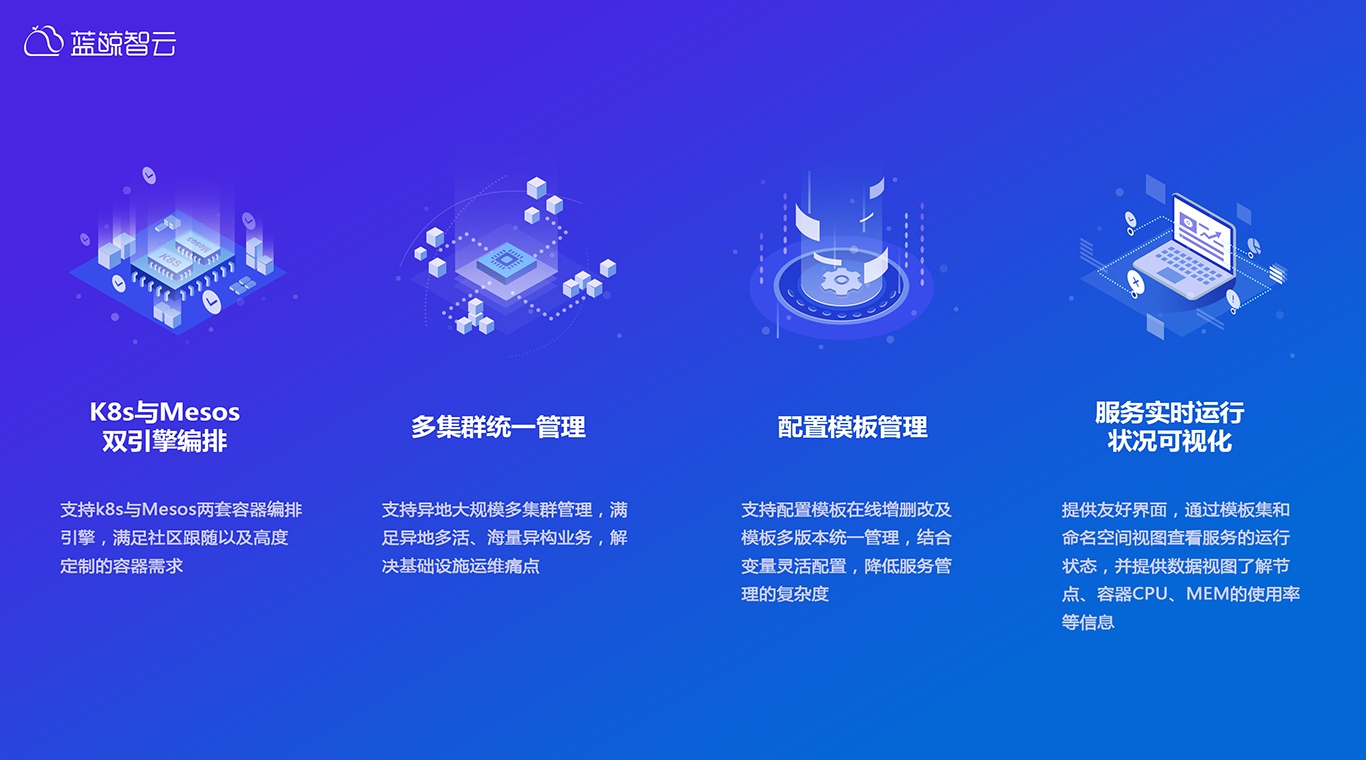 蓝鲸智云
K8S
K8s与Mesos
双引擎编排
支持k8s与Mesos两套容器编排
引擎，满足社区跟随以及高度
定制的容器需求
多集群统一管理
支持异地大规模多集群管理，满
足异地多活、海量异构业务，解
决基础设施运维痛点
配置模板管理
支持配置模板在线增删改及
模板多版本统一管理，结合
变量灵活配置，降低服务管
理的复杂度
服务实时运行
状况可视化
提供友好界面，通过模板集和
命名空间视图查看服务的运行
状态，并提供数据视图了解节
点、容器CPU、MEM的使用率
等信息